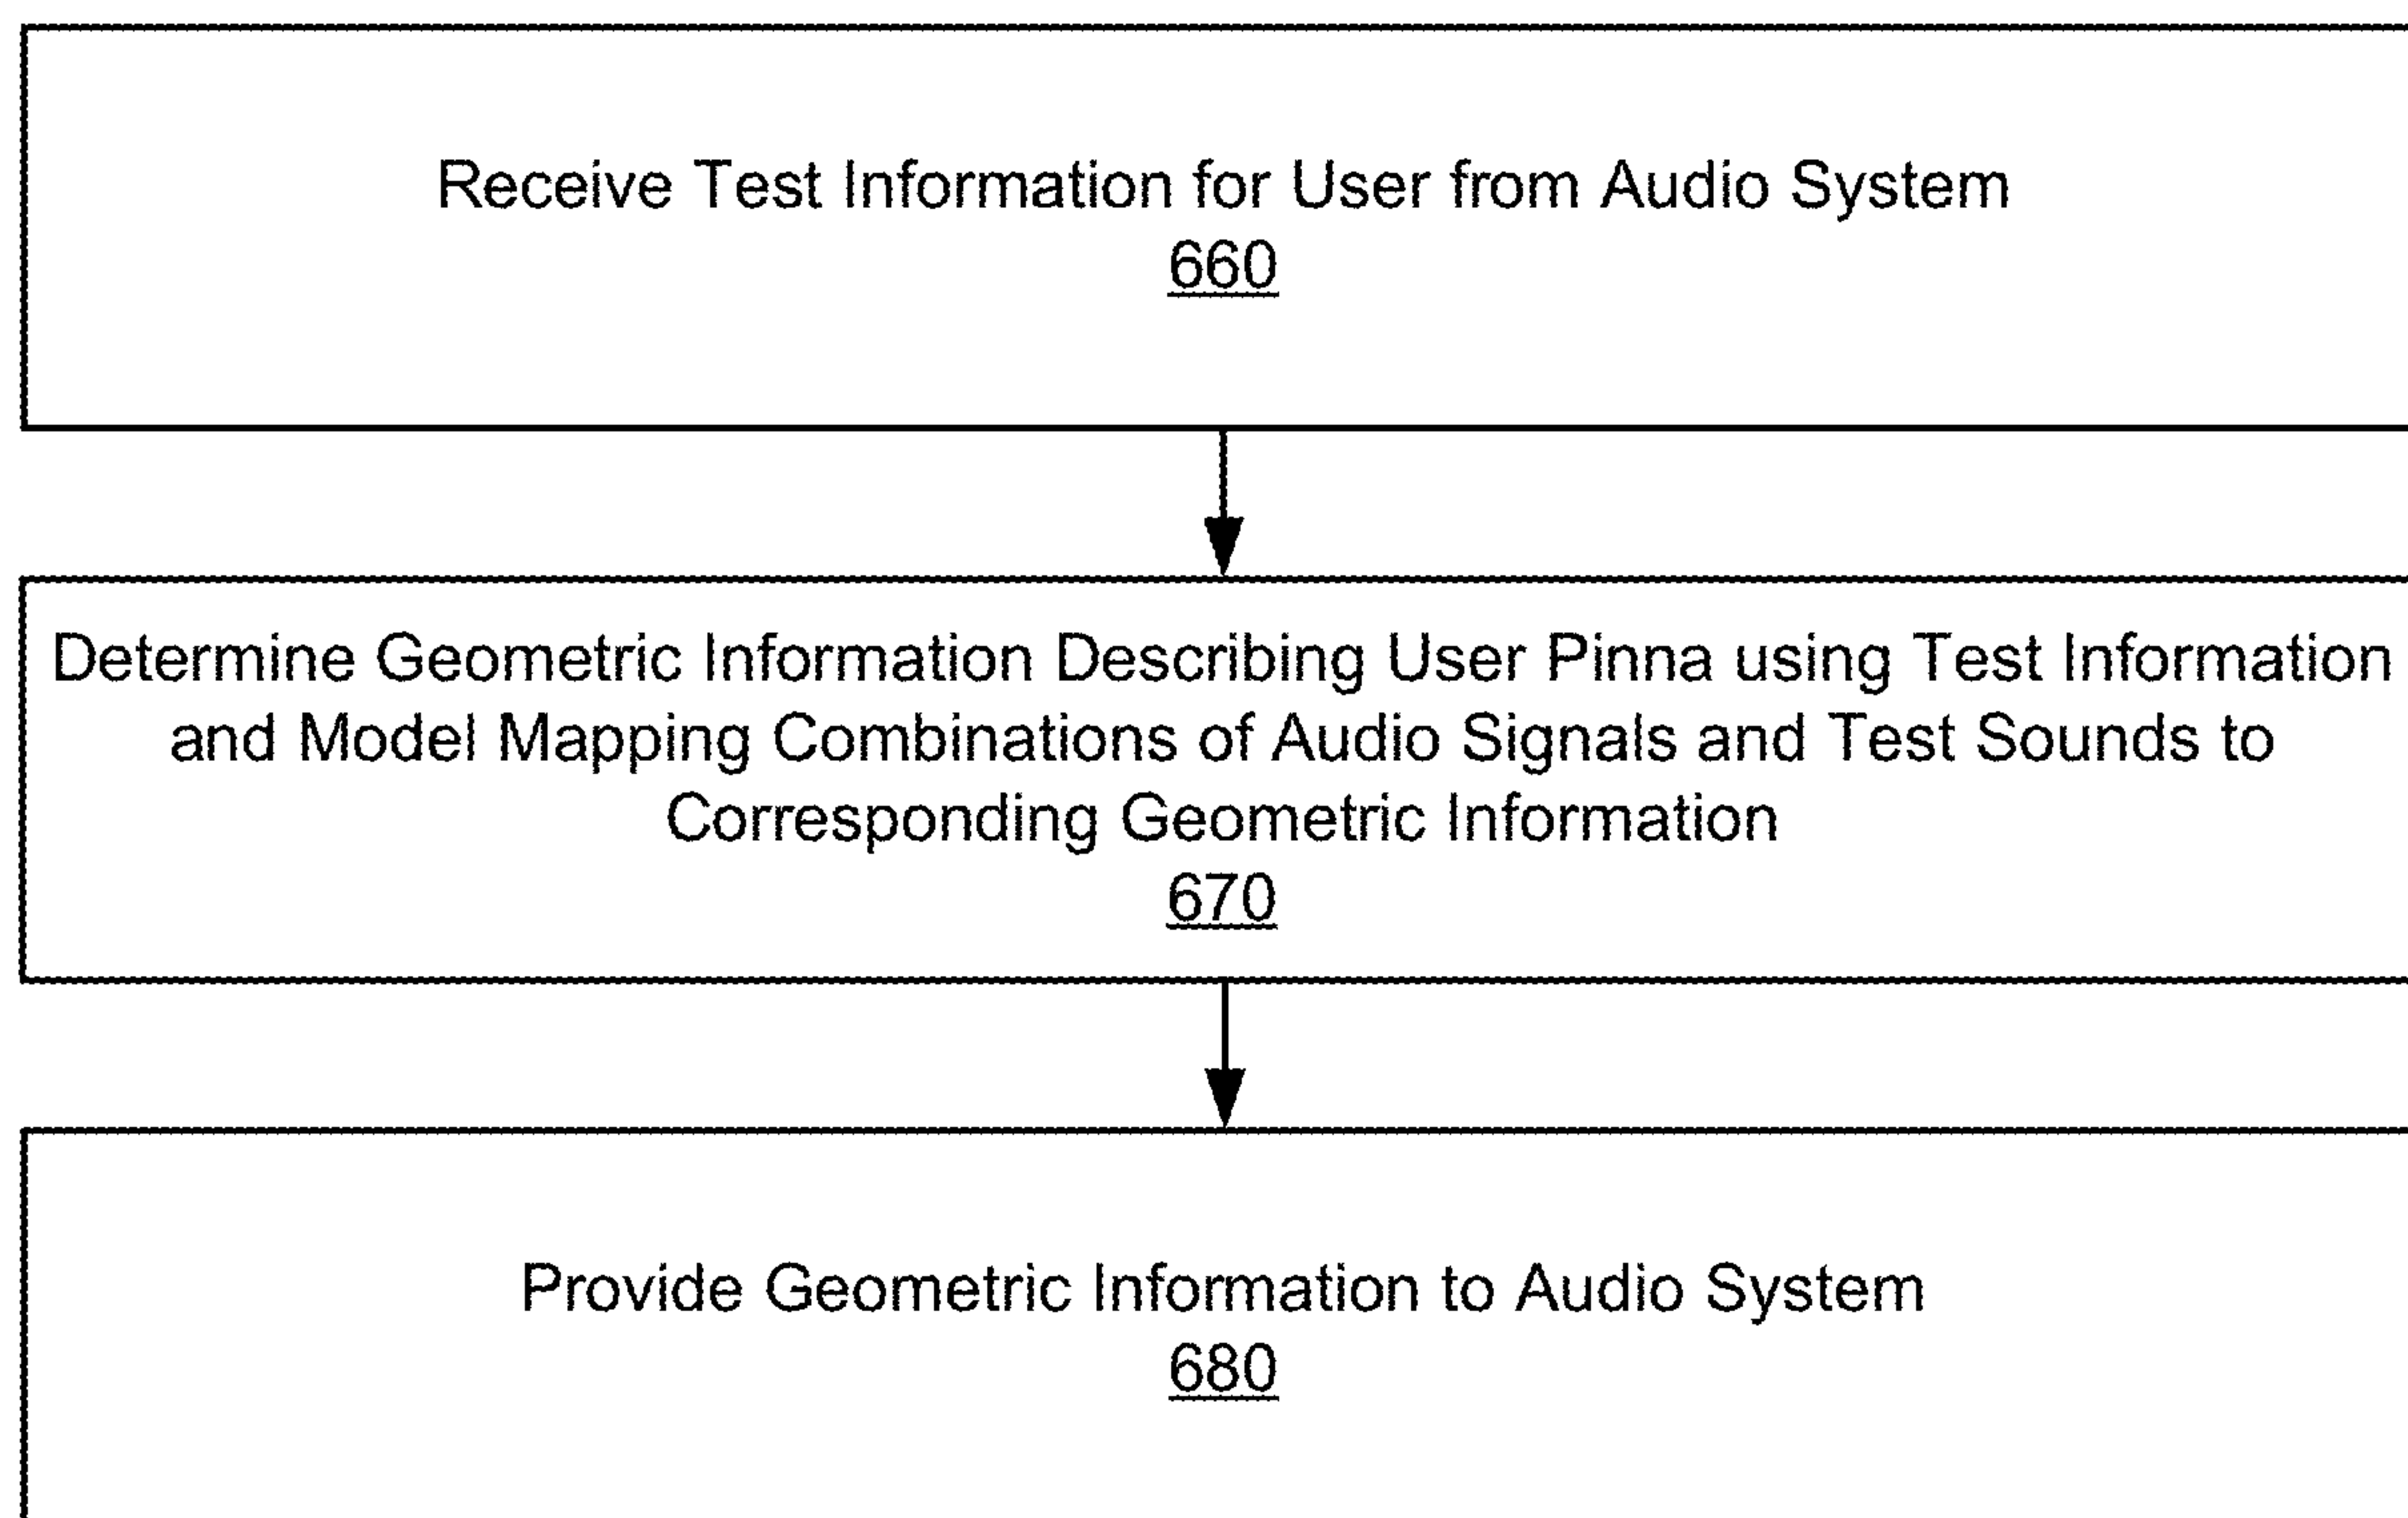 Receive Test Information for User from Audio System
660
Determine Geometric Information Describing User Pinna using Test Information
and Model Mapping Combinations of Audio Signals and Test Sounds to
Corresponding Geometric Information
670
Provide Geometric Information to Audio System
680